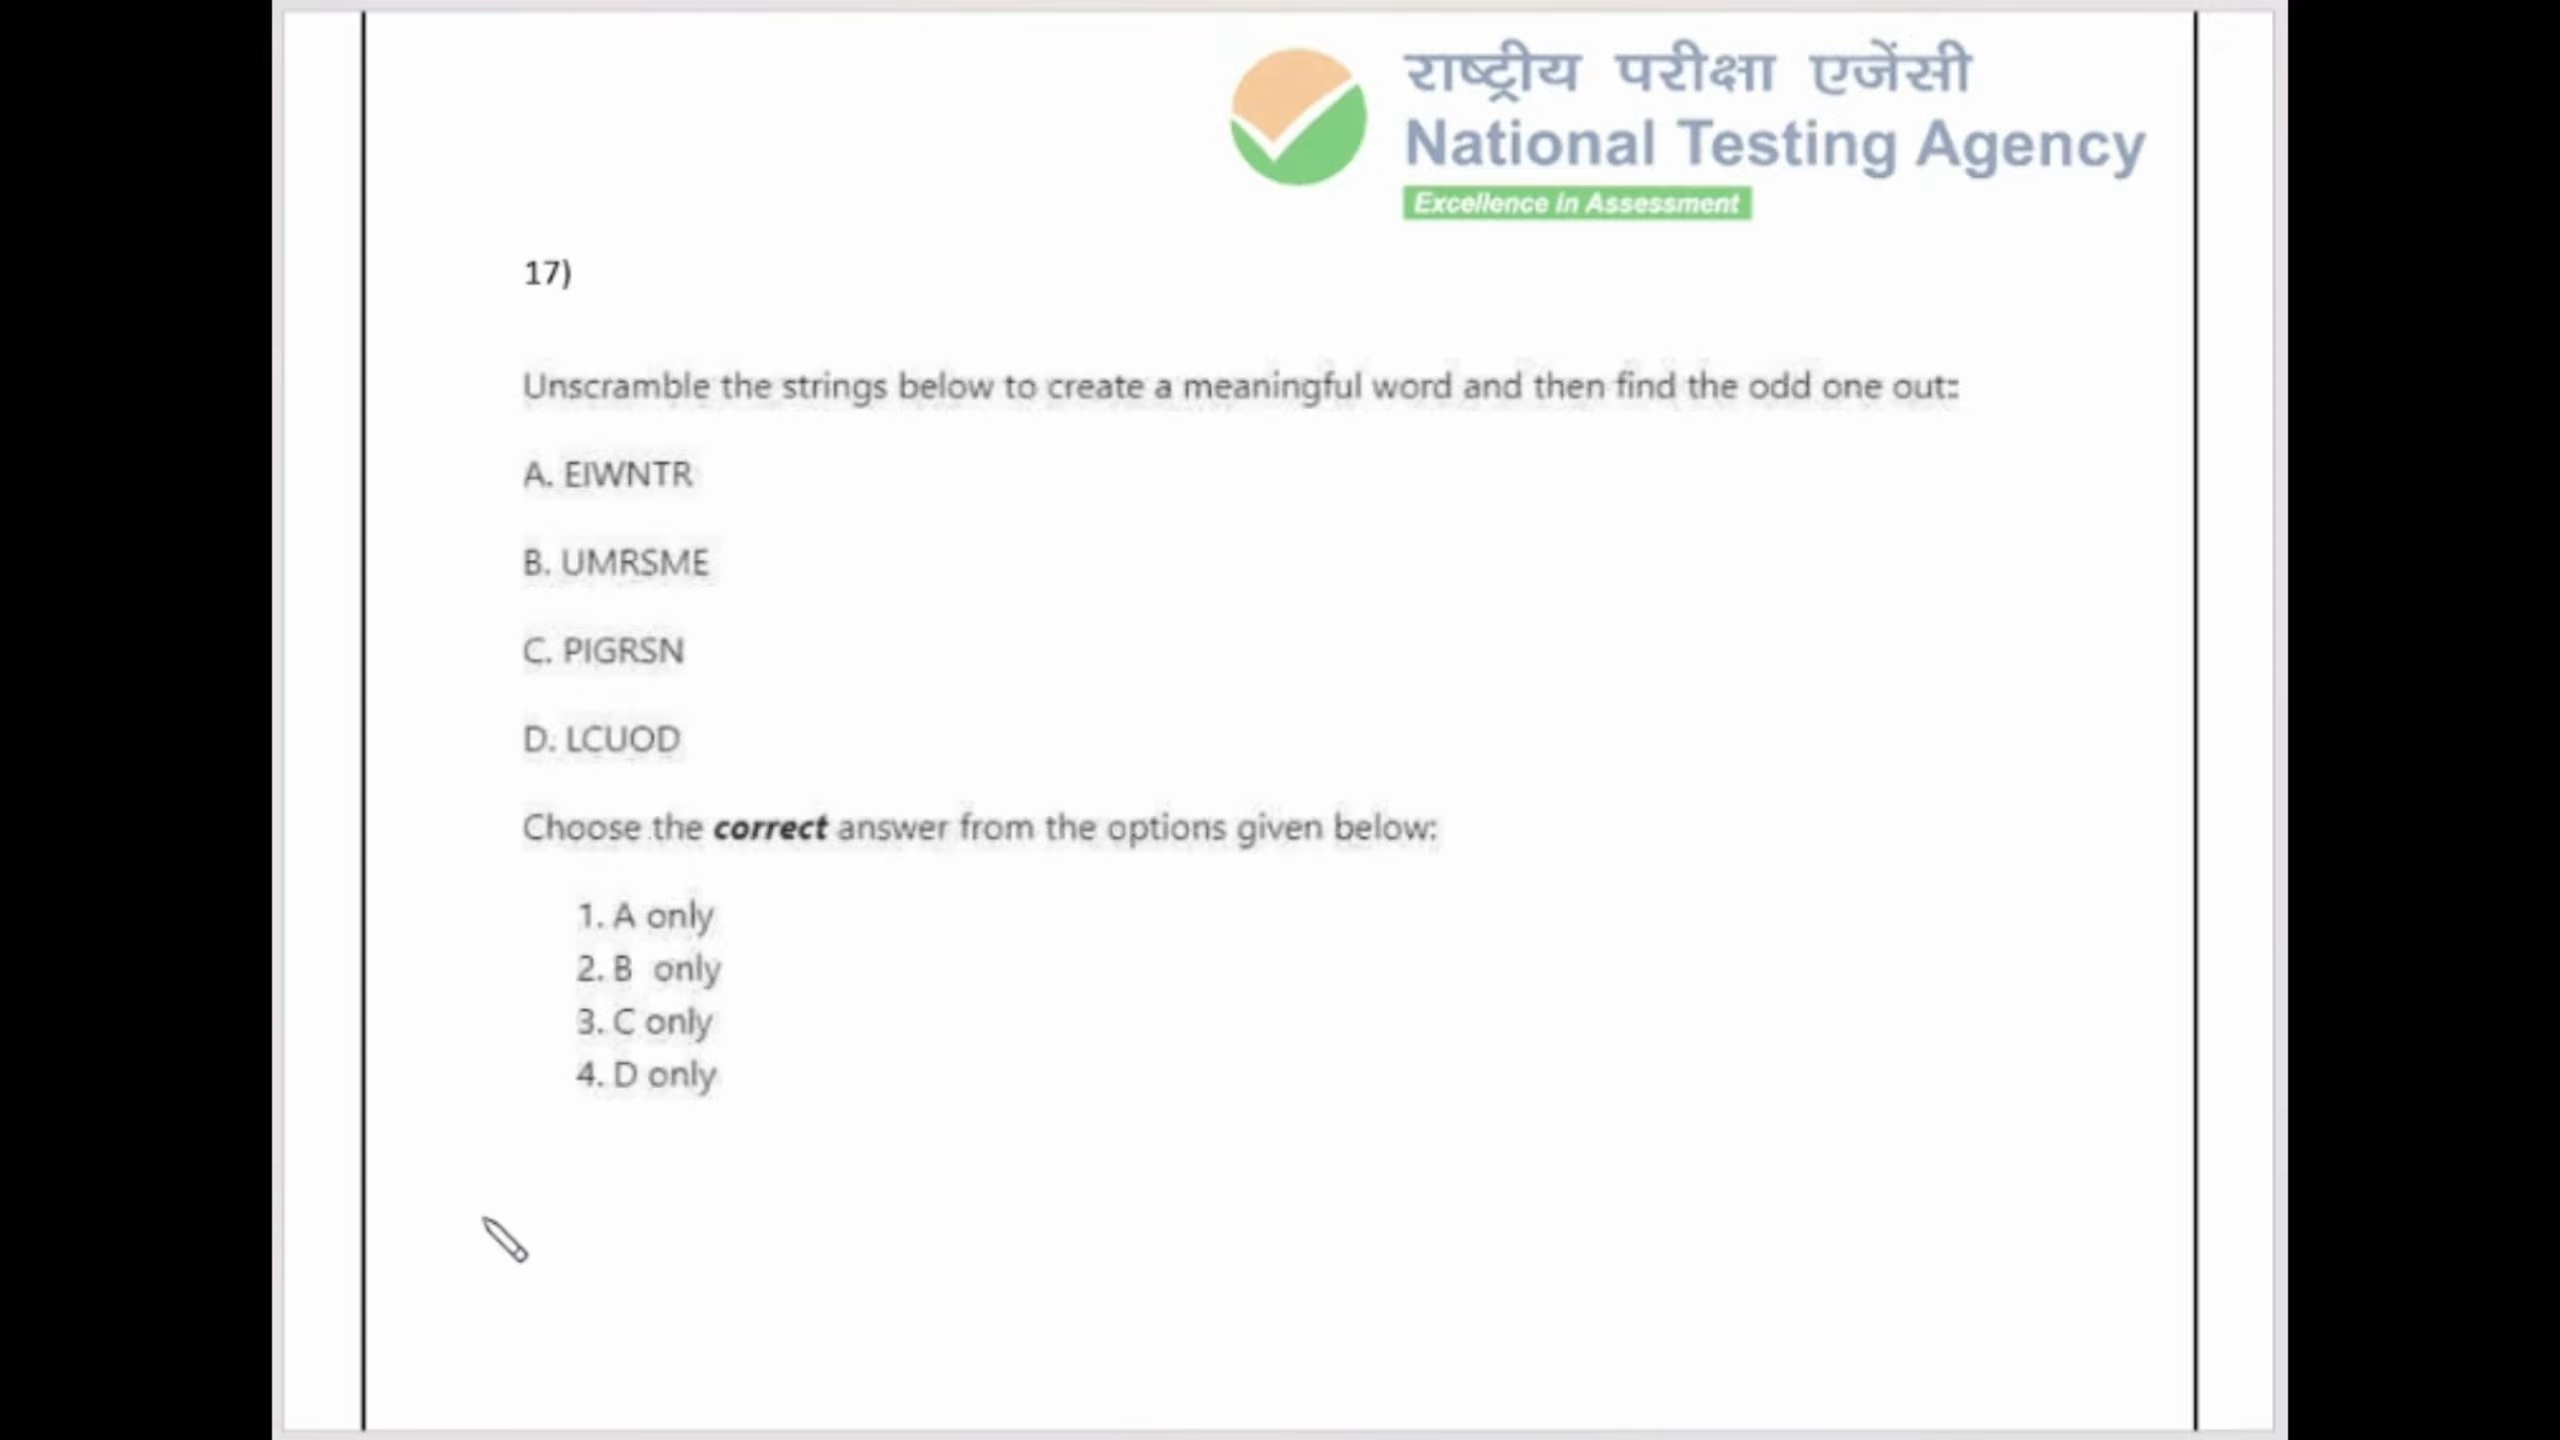 राष्ट्रीय परीक्षा एजेंसी
National Testing Agency
Excellence in Assessment
17)
Unscramble the strings below to create a meaningful word and then find the odd one out:
A. EIWNTR
B. UMRSME
C. PIGRSN
D. LCUOD
Choose the correct answer from the options given below:
1. A only
2. B only
3. C only
4. D only